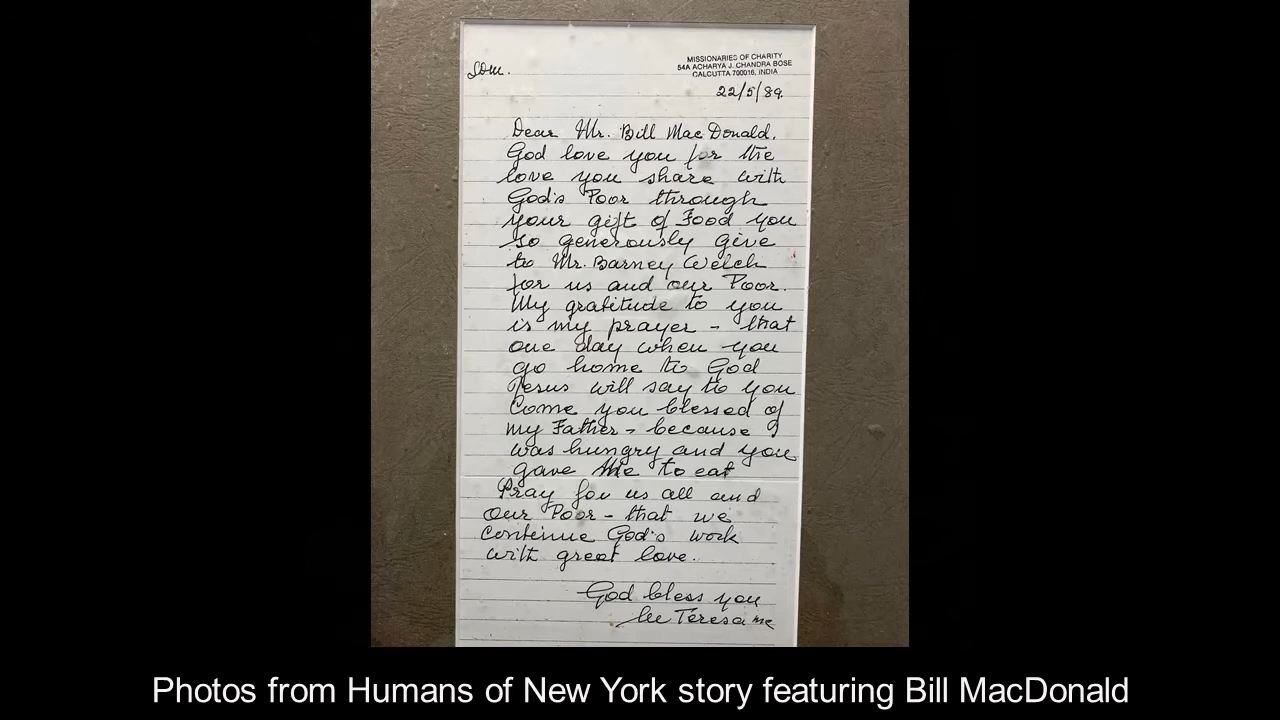 LDM.
MISSIONARIES OF CHARITY
54A ACHARYA J. CHANDRA BOSE
CALCUTTA 700016, INDIA
22/5/89.
Dear Mr. Bill MacDonald.
God love you for the
love you share with
God's Poor through
your gift of Food you
so generously give
to Mr. Barney Welch
for us and our Poor.
My gratitude to you
is my prayer - that
one day when you
go home to God
Jesus will say to you
Come you blessed of
my Father - because I
was hungry and you
gave Me to eat
Pray for us all and
our Poor - that we
continue God's work
with great love.
God bless you
lee Teresa mc
Photos from Humans of New York story featuring Bill MacDonald